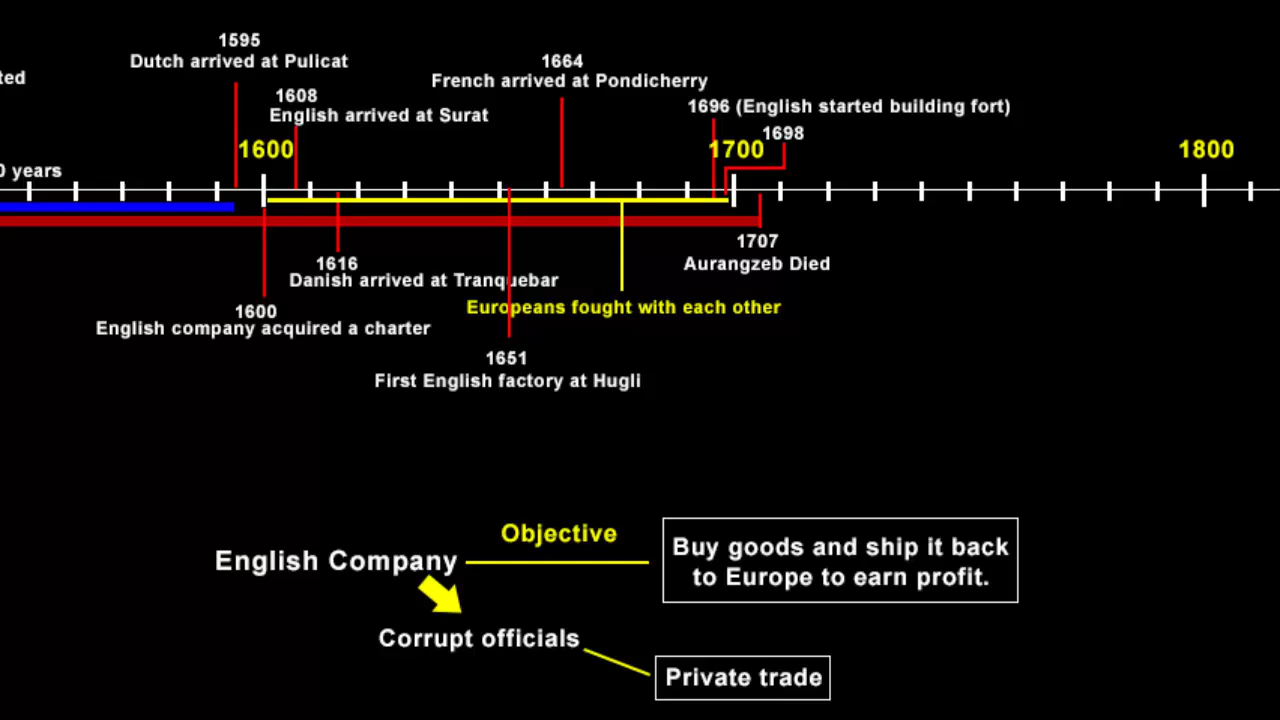 1595
Dutch arrived at Pulicat
1664
French arrived at Pondicherry
ted
1608
English arrived at Surat
1696 (English started building fort)
1698
1600
1700
1800
0 years
1707
Aurangzeb Died
1616
Danish arrived at Tranquebar
1600
English company acquired a charter
Europeans fought with each other
1651
First English factory at Hugli
Objective
English Company
Buy goods and ship it back
to Europe to earn profit.
Corrupt officials
Private trade